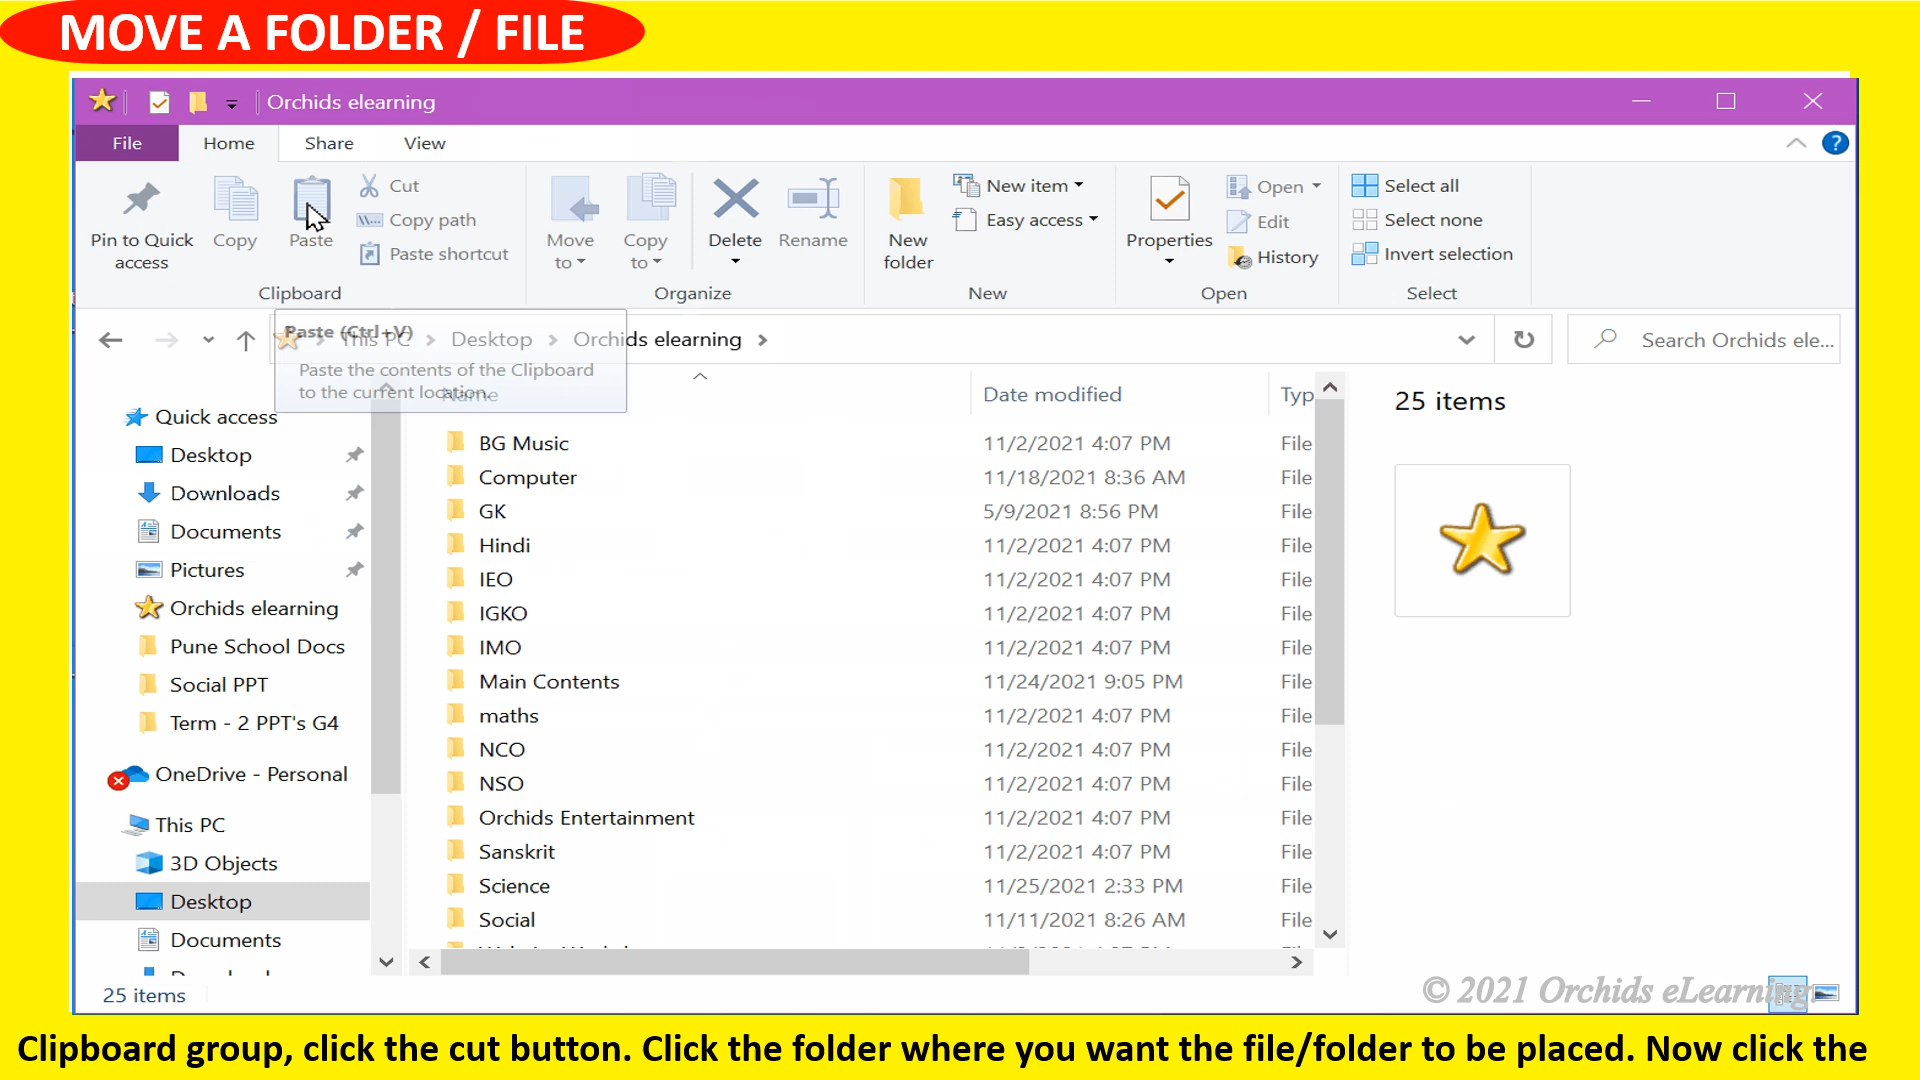 MOVE A FOLDER / FILE
Orchids elearning
File Home Share View
Pin to Quick access
Copy
Paste
Cut
Copy path
Paste shortcut
Clipboard
Move to
Copy to
Delete
Rename
Organize
New folder
New item
Easy access
New
Properties
Open
Edit
History
Open
Select all
Select none
Invert selection
Select
Paste (Ctrl+V)
Paste the contents of the Clipboard
to the current location.
This PC > Desktop > Orchids elearning >
Search Orchids ele...
Name Date modified Typ
25 items
Quick access
Desktop
Downloads
Documents
Pictures
Orchids elearning
Pune School Docs
Social PPT
Term - 2 PPT's G4
OneDrive - Personal
This PC
3D Objects
Desktop
Documents
BG Music 11/2/2021 4:07 PM File
Computer 11/18/2021 8:36 AM File
GK 5/9/2021 8:56 PM File
Hindi 11/2/2021 4:07 PM File
IEO 11/2/2021 4:07 PM File
IGKO 11/2/2021 4:07 PM File
IMO 11/2/2021 4:07 PM File
Main Contents 11/24/2021 9:05 PM File
maths 11/2/2021 4:07 PM File
NCO 11/2/2021 4:07 PM File
NSO 11/2/2021 4:07 PM File
Orchids Entertainment 11/2/2021 4:07 PM File
Sanskrit 11/2/2021 4:07 PM File
Science 11/25/2021 2:33 PM File
Social 11/11/2021 8:26 AM File
25 items
© 2021 Orchids eLearning.
Clipboard group, click the cut button. Click the folder where you want the file/folder to be placed. Now click the